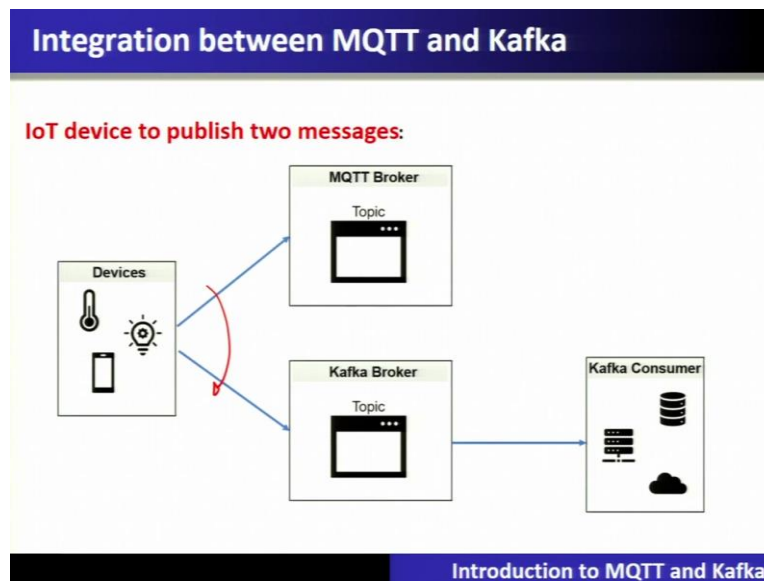 Integration between MQTT and Kafka
IoT device to publish two messages:
MQTT Broker
Topic
Devices
Kafka Broker
Topic
Kafka Consumer
Introduction to MQTT and Kafka